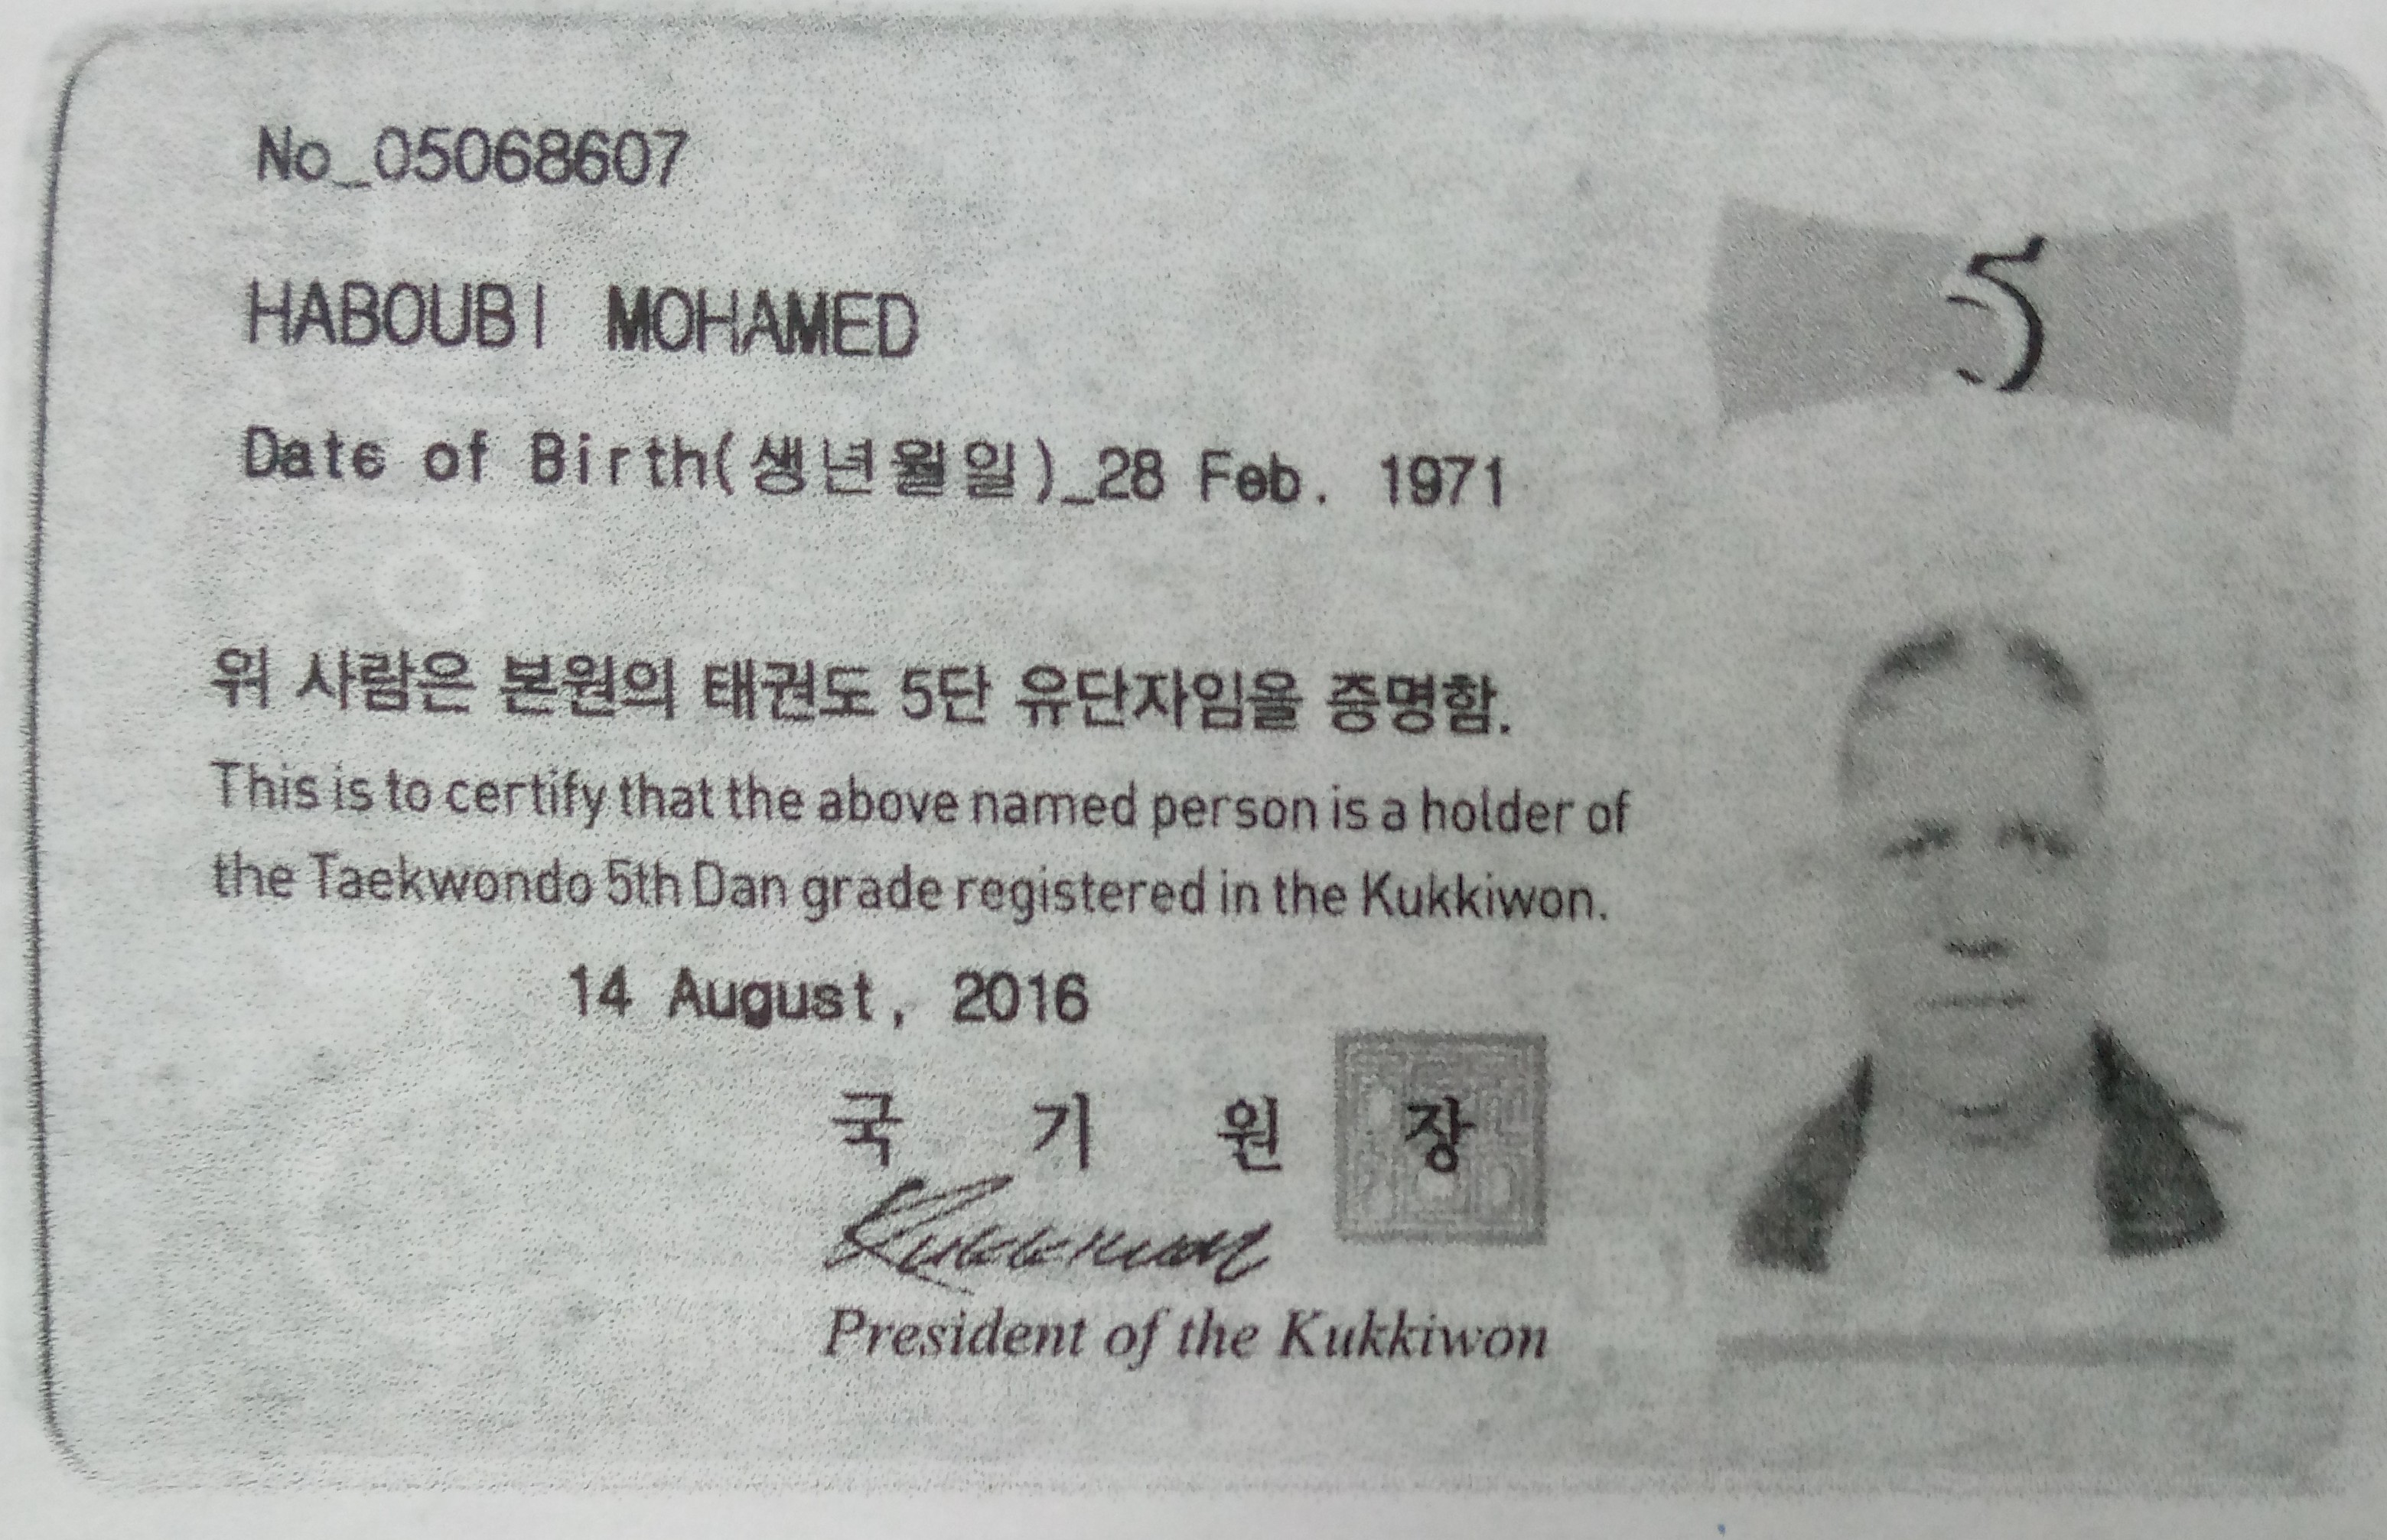 No_05068607
5
HABOUBI MOHAMED
Date of Birth(생년월일)_28 Feb. 1971
위 사람은 본원의 태권도 5단 유단자임을 증명함.
This is to certify that the above named person is a holder of
the Taekwondo 5th Dan grade registered in the Kukkiwon.
14 August, 2016
국 기 원 장
Kukkiwon
President of the Kukkiwon